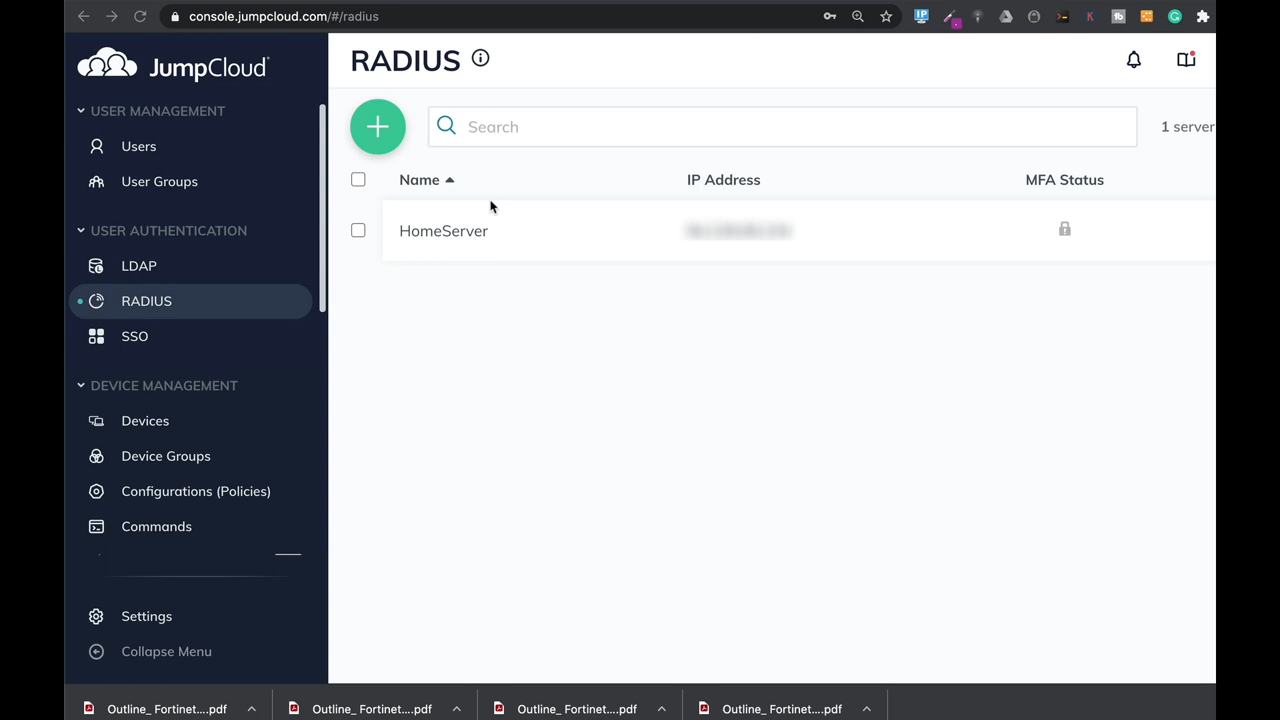 console.jumpcloud.com/#/radius
JumpCloud
USER MANAGEMENT
Users
User Groups
USER AUTHENTICATION
LDAP
RADIUS
SSO
DEVICE MANAGEMENT
Devices
Device Groups
Configurations (Policies)
Commands
Settings
Collapse Menu
RADIUS
Search
1 server
Name IP Address MFA Status
HomeServer
Outline_ Fortinet....pdf Outline_ Fortinet....pdf Outline_ Fortinet....pdf Outline_ Fortinet....pdf